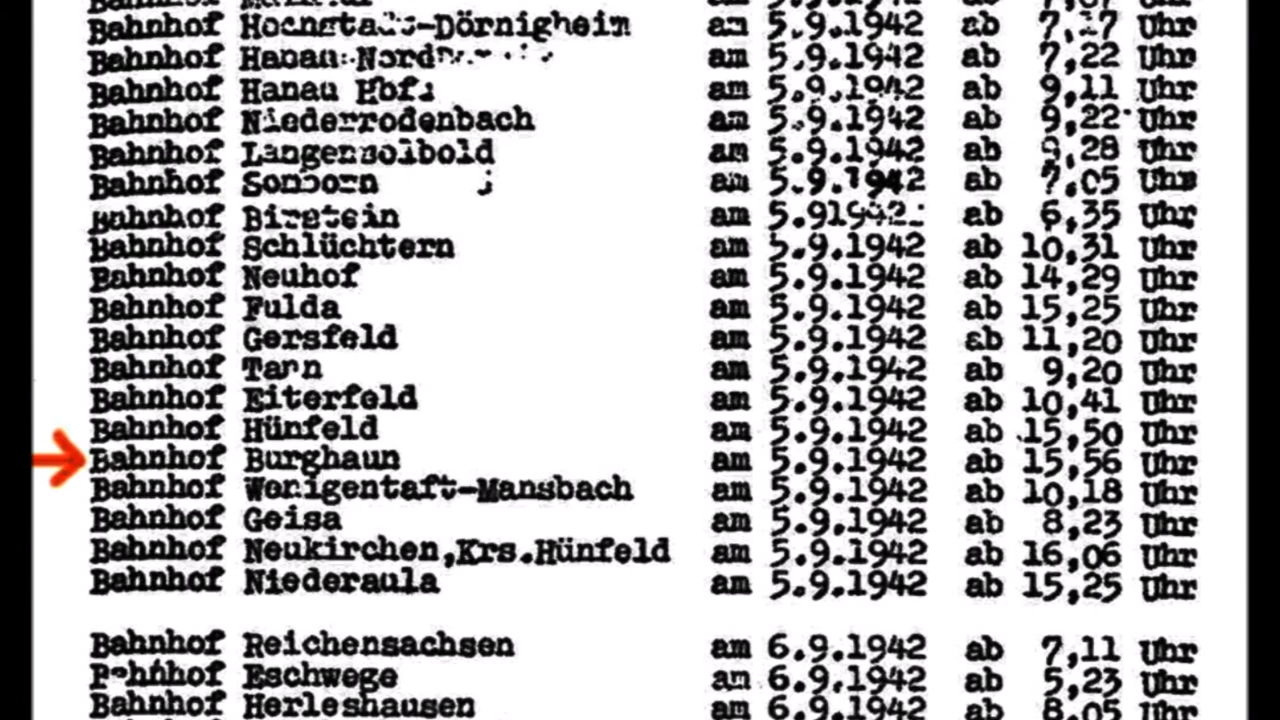 Bahnhof Hochstadt-Dörnigheim am 5.9.1942 ab 7,17 Uhr
Bahnhof Hanau Nord am 5.9.1942 ab 7,22 Uhr
Bahnhof Hanau Hbf. am 5.9.1942 ab 9,11 Uhr
Bahnhof Niederrodenbach am 5.9.1942 ab 9,22 Uhr
Bahnhof Langenselbold am 5.9.1942 ab 9,28 Uhr
Bahnhof Somborn am 5.9.1942 ab 7,05 Uhr
Bahnhof Birstein am 5.91942. ab 6,35 Uhr
Bahnhof Schlüchtern am 5.9.1942 ab 10,31 Uhr
Bahnhof Neuhof am 5.9.1942 ab 14,29 Uhr
Bahnhof Fulda am 5.9.1942 ab 15,25 Uhr
Bahnhof Gersfeld am 5.9.1942 ab 11,20 Uhr
Bahnhof Tann am 5.9.1942 ab 9,20 Uhr
Bahnhof Eiterfeld am 5.9.1942 ab 10,41 Uhr
Bahnhof Hünfeld am 5.9.1942 ab 15,50 Uhr
Bahnhof Burghaun am 5.9.1942 ab 15,56 Uhr
Bahnhof Wenigentaft-Mansbach am 5.9.1942 ab 10,18 Uhr
Bahnhof Geisa am 5.9.1942 ab 8,23 Uhr
Bahnhof Neukirchen,Krs.Hünfeld am 5.9.1942 ab 16,06 Uhr
Bahnhof Niederaula am 5.9.1942 ab 15,25 Uhr
Bahnhof Reichensachsen am 6.9.1942 ab 7,11 Uhr
Bahnhof Eschwege am 6.9.1942 ab 5,23 Uhr
Bahnhof Herleshausen am 6.9.1942 ab 8,05 Uhr